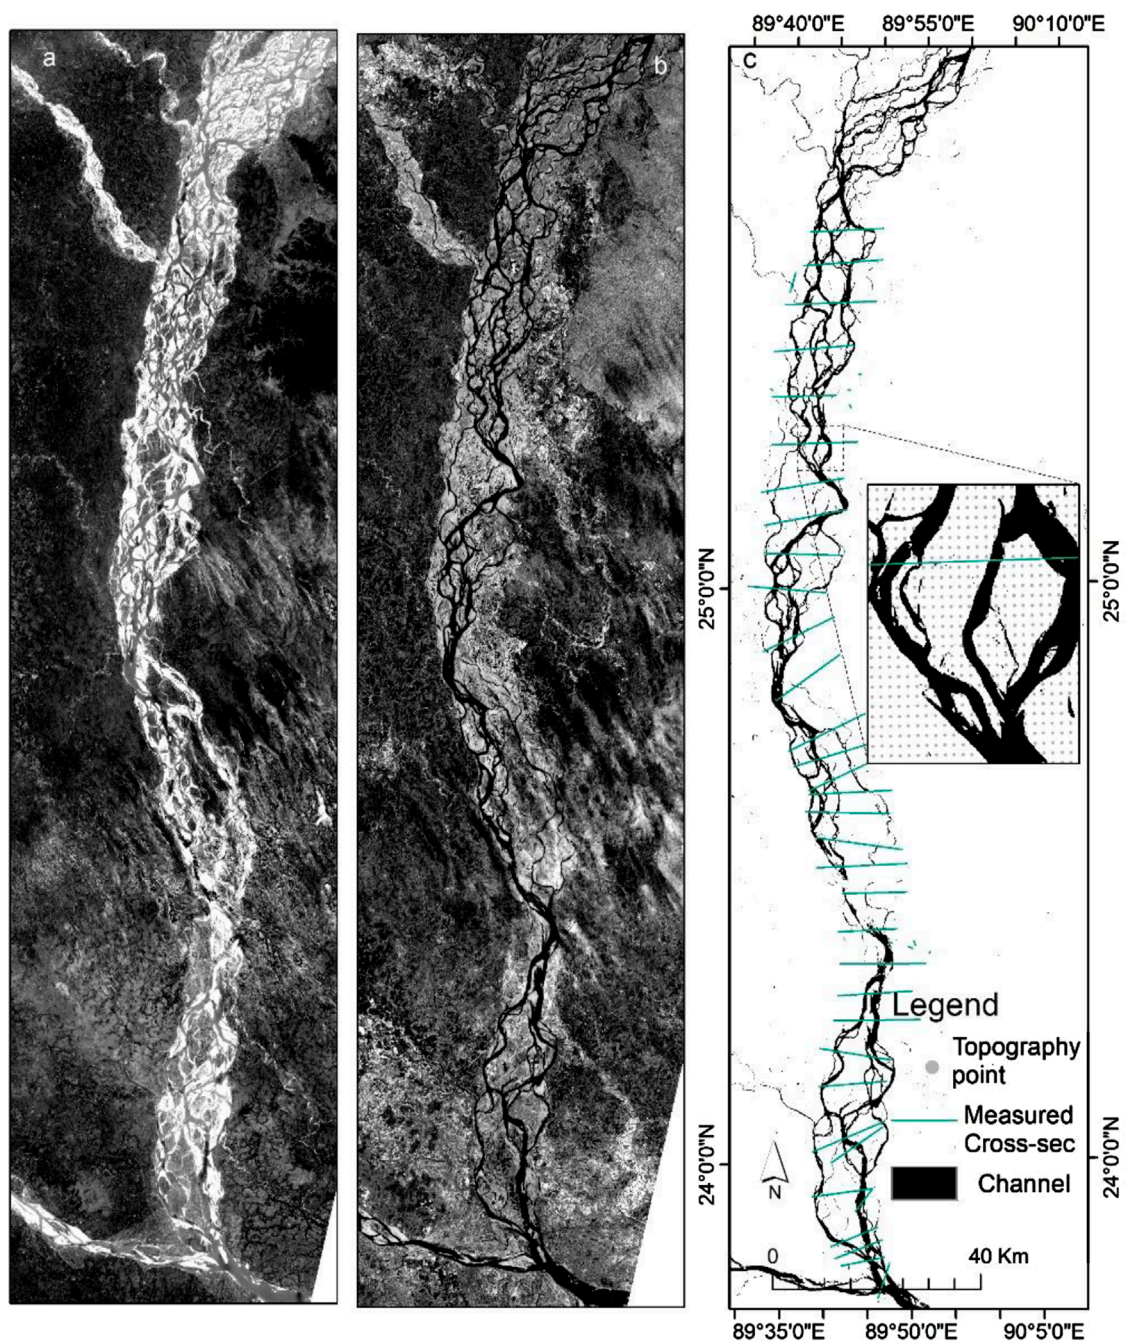 89°40'0"E 89°55'0"E 90°10'0"E
a
b
c
25°0'0"N
25°0'0"N
Legend
Topography
point
Measured
Cross-sec
Channel
24°0'0"N
24°0'0"N
N
0 40 Km
89°35'0"E 89°50'0"E 90°5'0"E